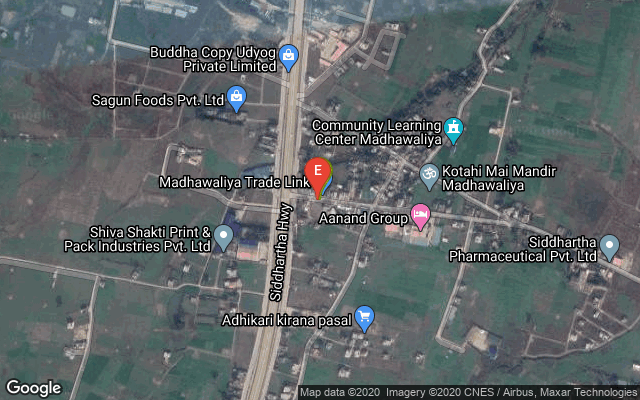 Buddha Copy Udyog
Private Limited
Sagun Foods Pvt. Ltd
Community Learning
Center Madhawaliya
E
Madhawaliya Trade Link
Kotahi Mai Mandir
Madhawaliya
Aanand Group
Shiva Shakti Print &
Pack Industries Pvt. Ltd
Siddhartha Hwy
Siddhartha
Pharmaceutical Pvt. Ltd
Adhikari kirana pasal
Google
Map data ©2020 Imagery ©2020 CNES / Airbus, Maxar Technologies